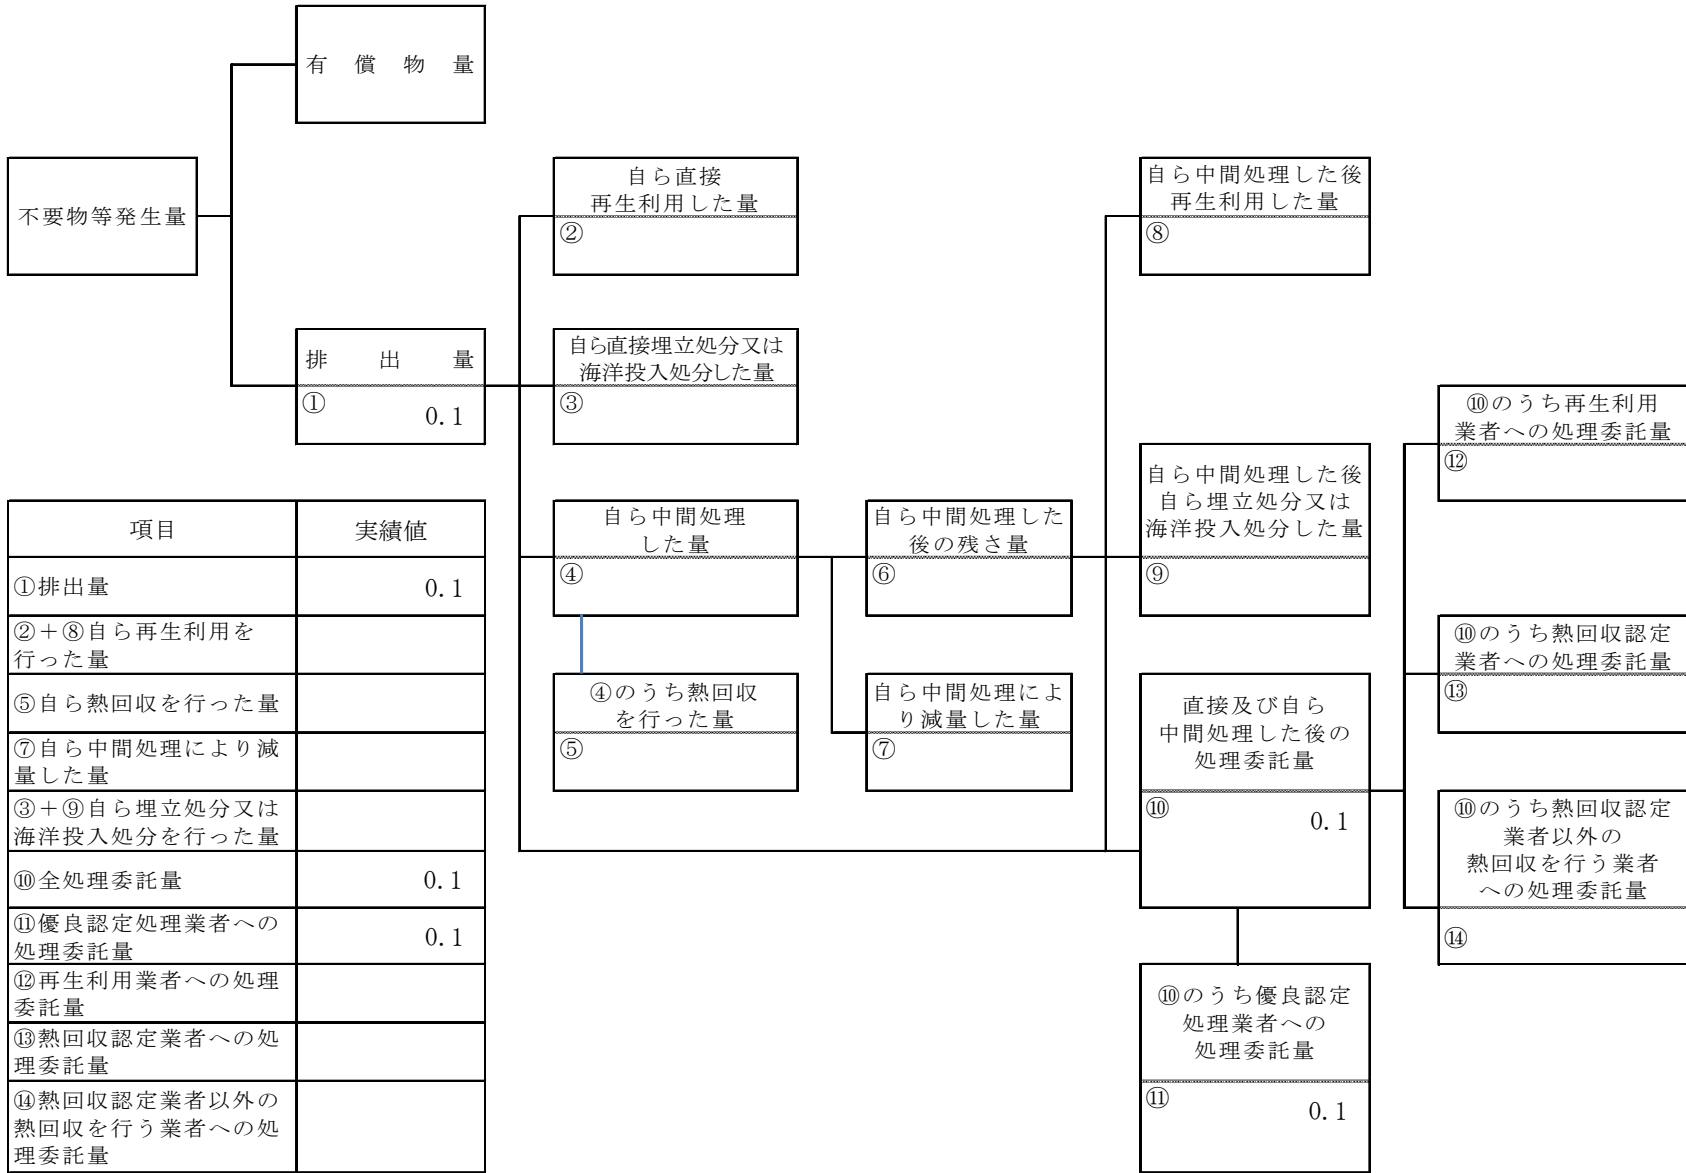 有償物量
不要物等発生量
排出量
①
0.1
自ら直接
再生利用した量
②
自ら直接埋立処分又は
海洋投入処分した量
③
自ら中間処理
した量
④
④のうち熱回収
を行った量
⑤
自ら中間処理した
後の残さ量
⑥
自ら中間処理によ
り減量した量
⑦
自ら中間処理した後
再生利用した量
⑧
自ら中間処理した後
自ら埋立処分又は
海洋投入処分した量
⑨
直接及び自ら
中間処理した後の
処理委託量
⑩
0.1
⑩のうち優良認定
処理業者への
処理委託量
⑪
0.1
⑩のうち再生利用
業者への処理委託量
⑫
⑩のうち熱回収認定
業者への処理委託量
⑬
⑩のうち熱回収認定
業者以外の
熱回収を行う業者
への処理委託量
⑭
項目 実績値
①排出量 0.1
②＋⑧自ら再生利用を
行った量
⑤自ら熱回収を行った量
⑦自ら中間処理により減
量した量
③＋⑨自ら埋立処分又は
海洋投入処分を行った量
⑩全処理委託量 0.1
⑪優良認定処理業者への
処理委託量 0.1
⑫再生利用業者への処理
委託量
⑬熱回収認定業者への処
理委託量
⑭熱回収認定業者以外の
熱回収を行う業者への処
理委託量